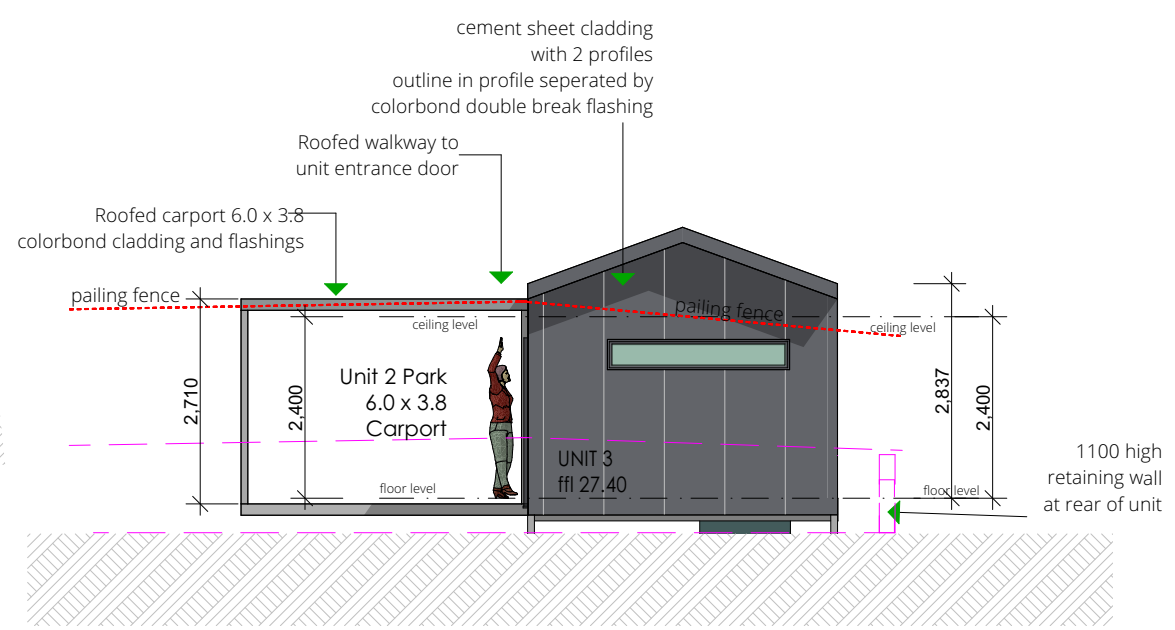 cement sheet cladding
with 2 profiles
outline in profile seperated by
colorbond double break flashing
Roofed walkway to
unit entrance door
Roofed carport 6.0 x 3.8
colorbond cladding and flashings
pailing fence
pailing fence
ceiling level
ceiling level
2,710
2,400
Unit 2 Park
6.0 x 3.8
Carport
2,837
2,400
UNIT 3
ffl 27.40
floor level
floor level
1100 high
retaining wall
at rear of unit